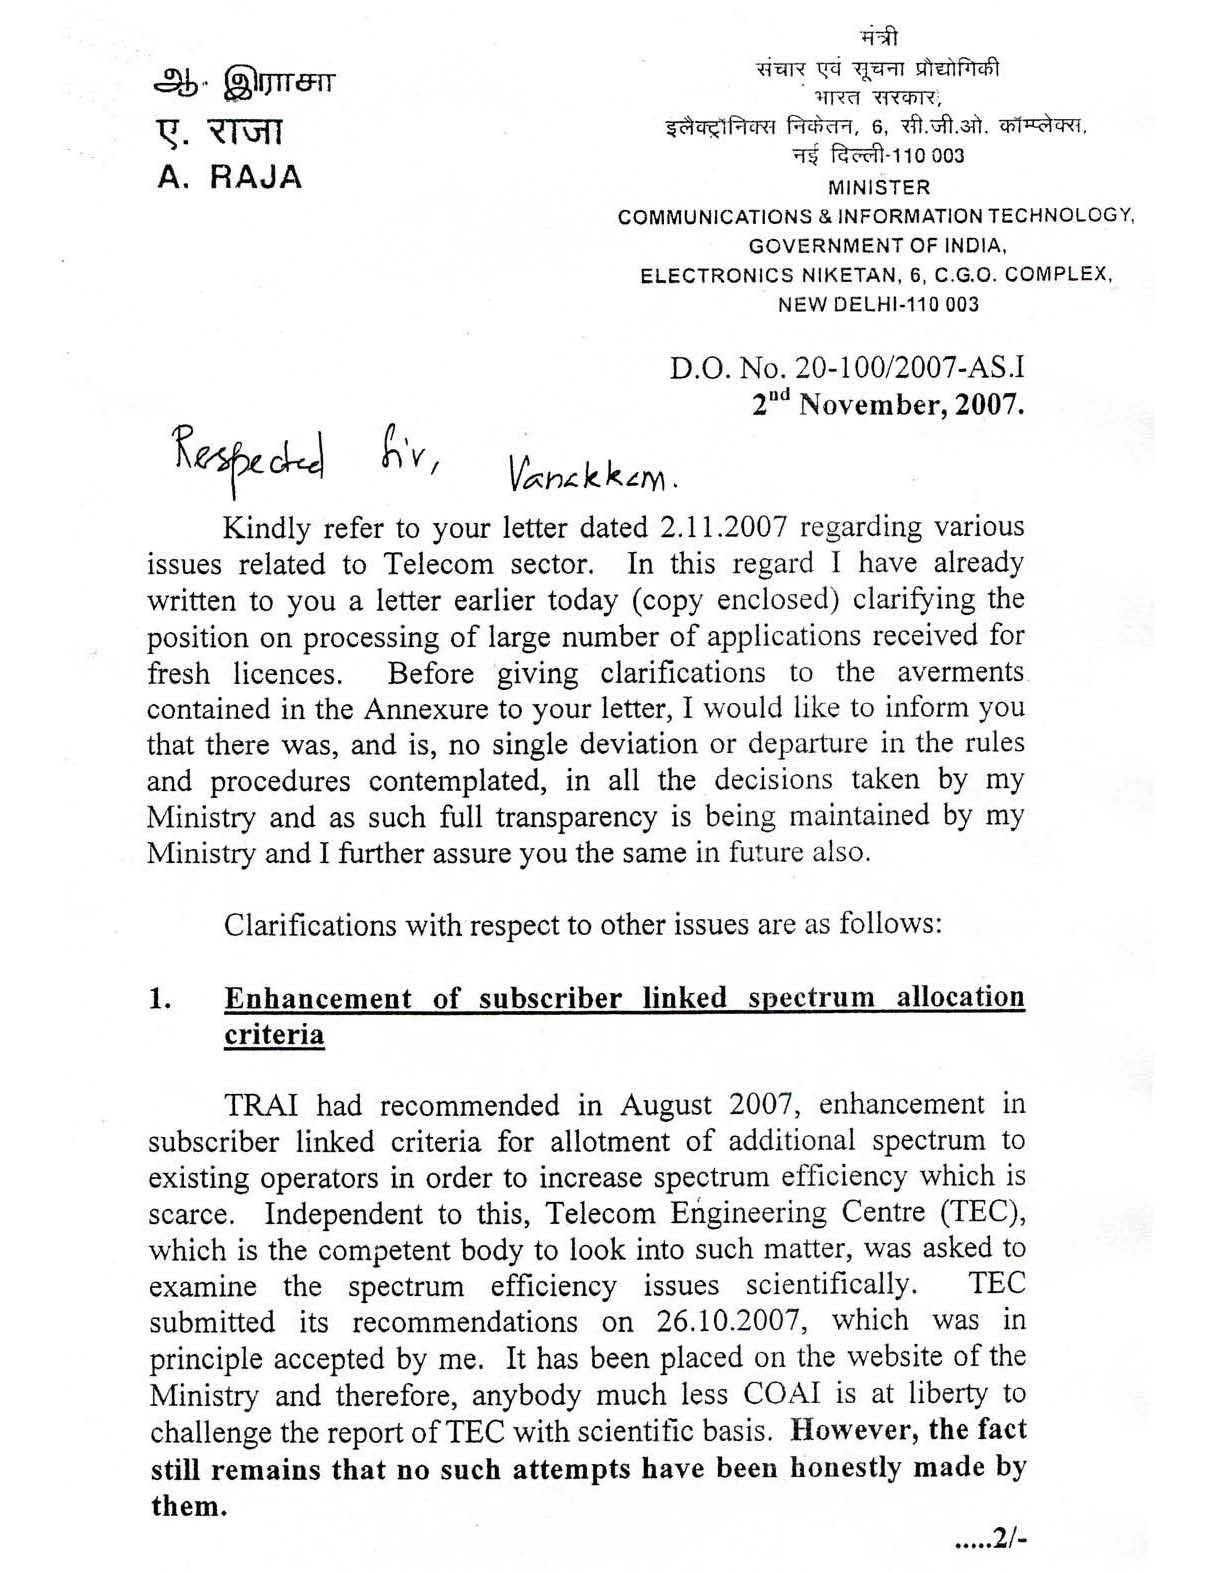 ஆ. இராசா
ए. राजा
A. RAJA
मंत्री
संचार एवं सूचना प्रौद्योगिकी
भारत सरकार,
इलैक्ट्रॉनिक्स निकेतन, 6, सी.जी.ओ. कॉम्प्लेक्स,
नई दिल्ली-110 003
MINISTER
COMMUNICATIONS & INFORMATION TECHNOLOGY,
GOVERNMENT OF INDIA,
ELECTRONICS NIKETAN, 6, C.G.O. COMPLEX,
NEW DELHI-110 003
D.O. No. 20-100/2007-AS.I
2nd November, 2007.
Respected Sir, Vanakkam.
Kindly refer to your letter dated 2.11.2007 regarding various
issues related to Telecom sector. In this regard I have already
written to you a letter earlier today (copy enclosed) clarifying the
position on processing of large number of applications received for
fresh licences. Before giving clarifications to the averments
contained in the Annexure to your letter, I would like to inform you
that there was, and is, no single deviation or departure in the rules
and procedures contemplated, in all the decisions taken by my
Ministry and as such full transparency is being maintained by my
Ministry and I further assure you the same in future also.
Clarifications with respect to other issues are as follows:
1. Enhancement of subscriber linked spectrum allocation
criteria
TRAI had recommended in August 2007, enhancement in
subscriber linked criteria for allotment of additional spectrum to
existing operators in order to increase spectrum efficiency which is
scarce. Independent to this, Telecom Engineering Centre (TEC),
which is the competent body to look into such matter, was asked to
examine the spectrum efficiency issues scientifically. TEC
submitted its recommendations on 26.10.2007, which was in
principle accepted by me. It has been placed on the website of the
Ministry and therefore, anybody much less COAI is at liberty to
challenge the report of TEC with scientific basis. However, the fact
still remains that no such attempts have been honestly made by
them.
.....2/-